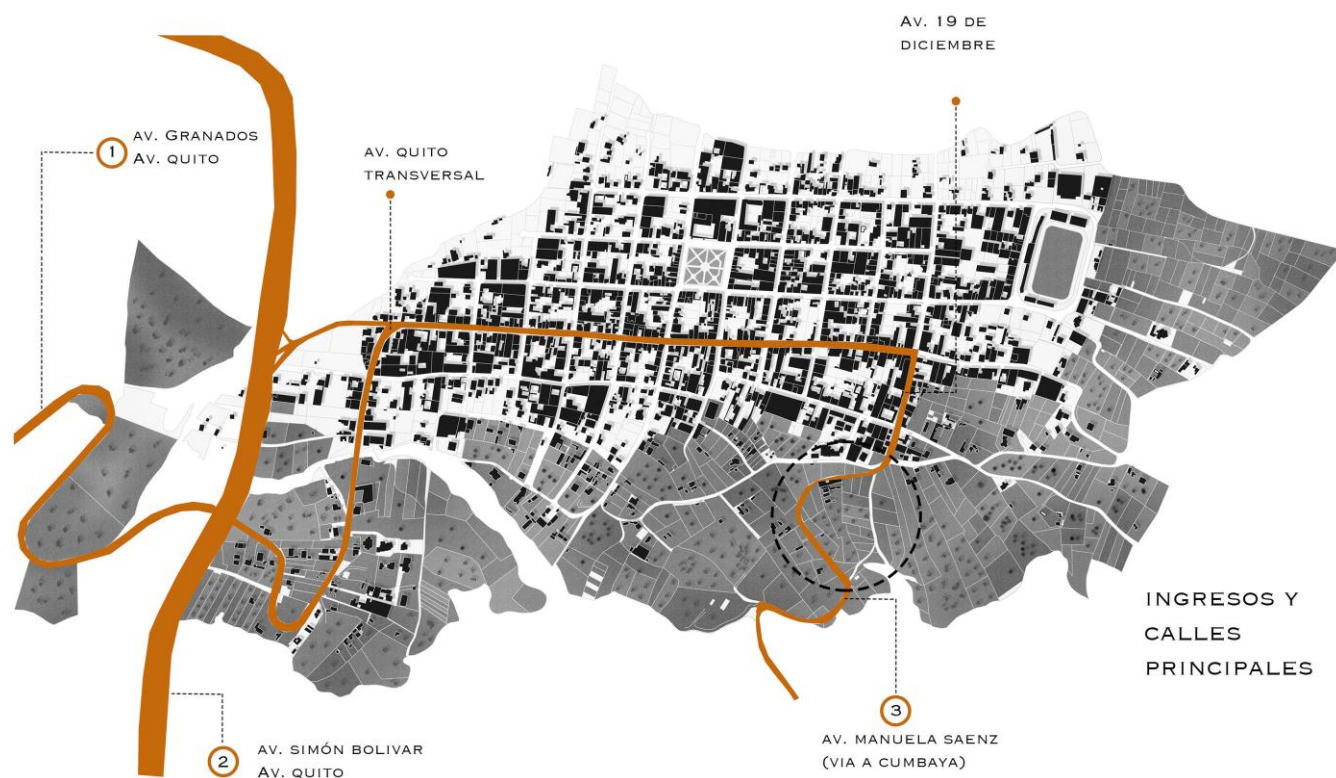 AV. 19 DE
DICIEMBRE
1
AV. GRANADOS
AV. QUITO
AV. QUITO
TRANSVERSAL
INGRESOS Y
CALLES
PRINCIPALES
3
AV. MANUELA SAENZ
(VIA A CUMBAYA)
2
AV. SIMÓN BOLIVAR
AV. QUITO